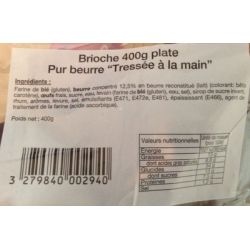 Brioche 400g plate
Pur beurre "Tressée à la main"
Ingrédients :
Farine de blé (gluten), beurre concentré 12,5% en beurre reconstitué (lait) (colorant: bêta
carotène), œufs frais, sucre, eau, levain (farine de blé (gluten), eau, sel), sirop de sucre inverti,
rhum, arômes, levure, sel, émulsifiants (E471, E472e, E481), épaississant (E466), agent de
traitement de la farine (acide ascorbique).
Poids net : 400g
Valeurs nutritionnelles
Energie
Graisses
dont acides gras
Glucides
dont sucres
Protéines
Sel
3 279840 002940